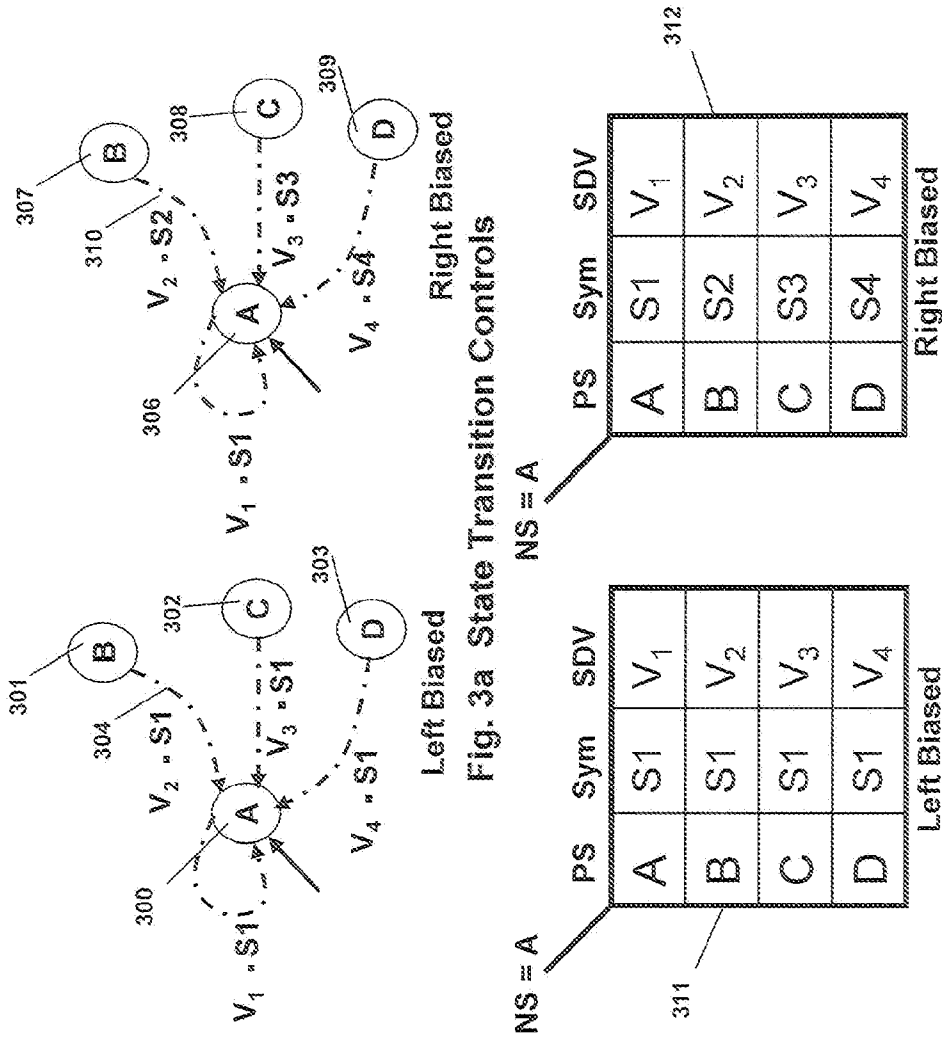 301
307
B
B
V₂ · S1
304
V₂ · S2
310
302
308
300
306
A
C
A
C
V₁ · S1
V₃ · S1
V₁ · S1
V₃ · S3
303
309
D
D
V₄ · S1
V₄ · S4
Left Biased
Right Biased
Fig. 3a State Transition Controls
NS = A
NS = A
PS Sym SDV
A S1 V₁
B S1 V₂
C S1 V₃
D S1 V₄
Left Biased
311
PS Sym SDV
A S1 V₁
B S2 V₂
C S3 V₃
D S4 V₄
Right Biased
312